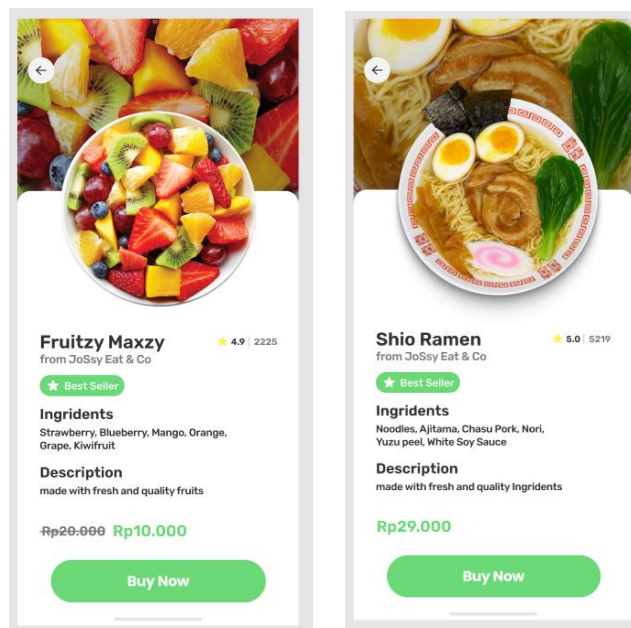 Fruitzy Maxzy
4.9 | 2225
from JoSsy Eat & Co
Best Seller
Ingridents
Strawberry, Blueberry, Mango, Orange,
Grape, Kiwifruit
Description
made with fresh and quality fruits
Rp20.000 Rp10.000
Buy Now
Shio Ramen
5.0 | 5219
from JoSsy Eat & Co
Best Seller
Ingridents
Noodles, Ajitama, Chasu Pork, Nori,
Yuzu peel, White Soy Sauce
Description
made with fresh and quality Ingridents
Rp29.000
Buy Now